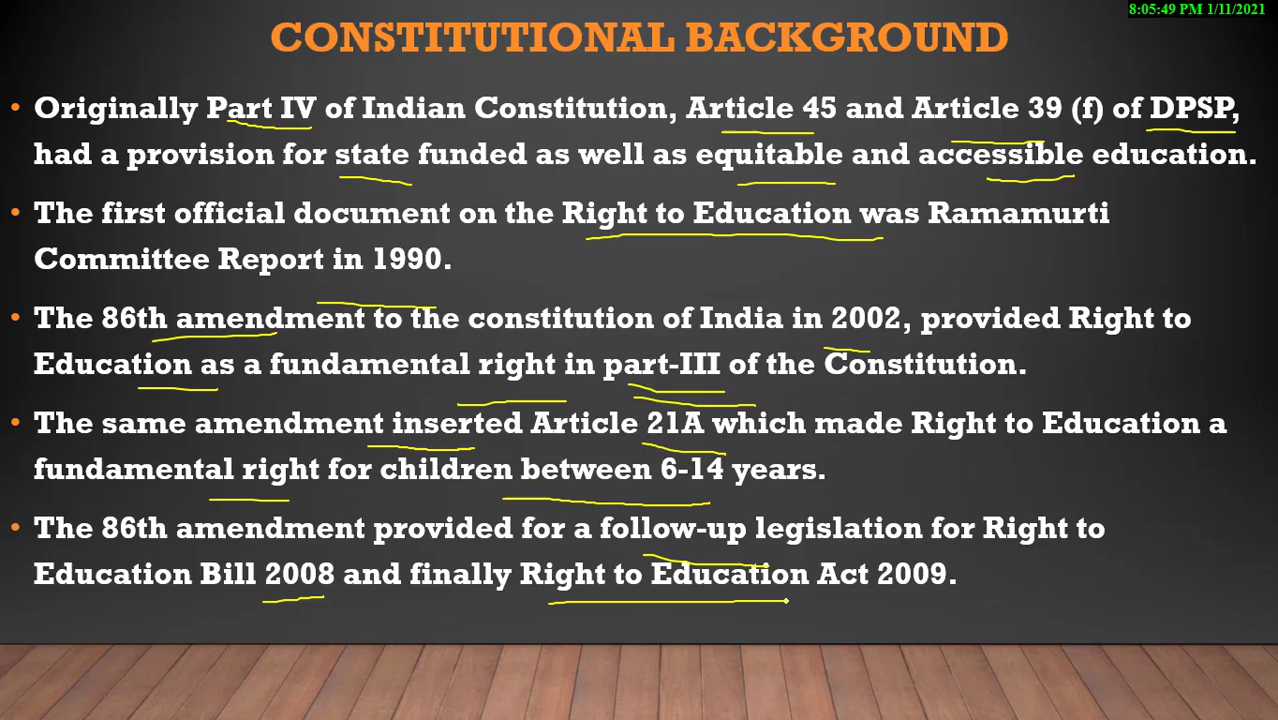 8:05:49 PM 1/11/2021
CONSTITUTIONAL BACKGROUND
• Originally Part IV of Indian Constitution, Article 45 and Article 39 (f) of DPSP,
had a provision for state funded as well as equitable and accessible education.
• The first official document on the Right to Education was Ramamurti
Committee Report in 1990.
• The 86th amendment to the constitution of India in 2002, provided Right to
Education as a fundamental right in part-III of the Constitution.
• The same amendment inserted Article 21A which made Right to Education a
fundamental right for children between 6-14 years.
• The 86th amendment provided for a follow-up legislation for Right to
Education Bill 2008 and finally Right to Education Act 2009.